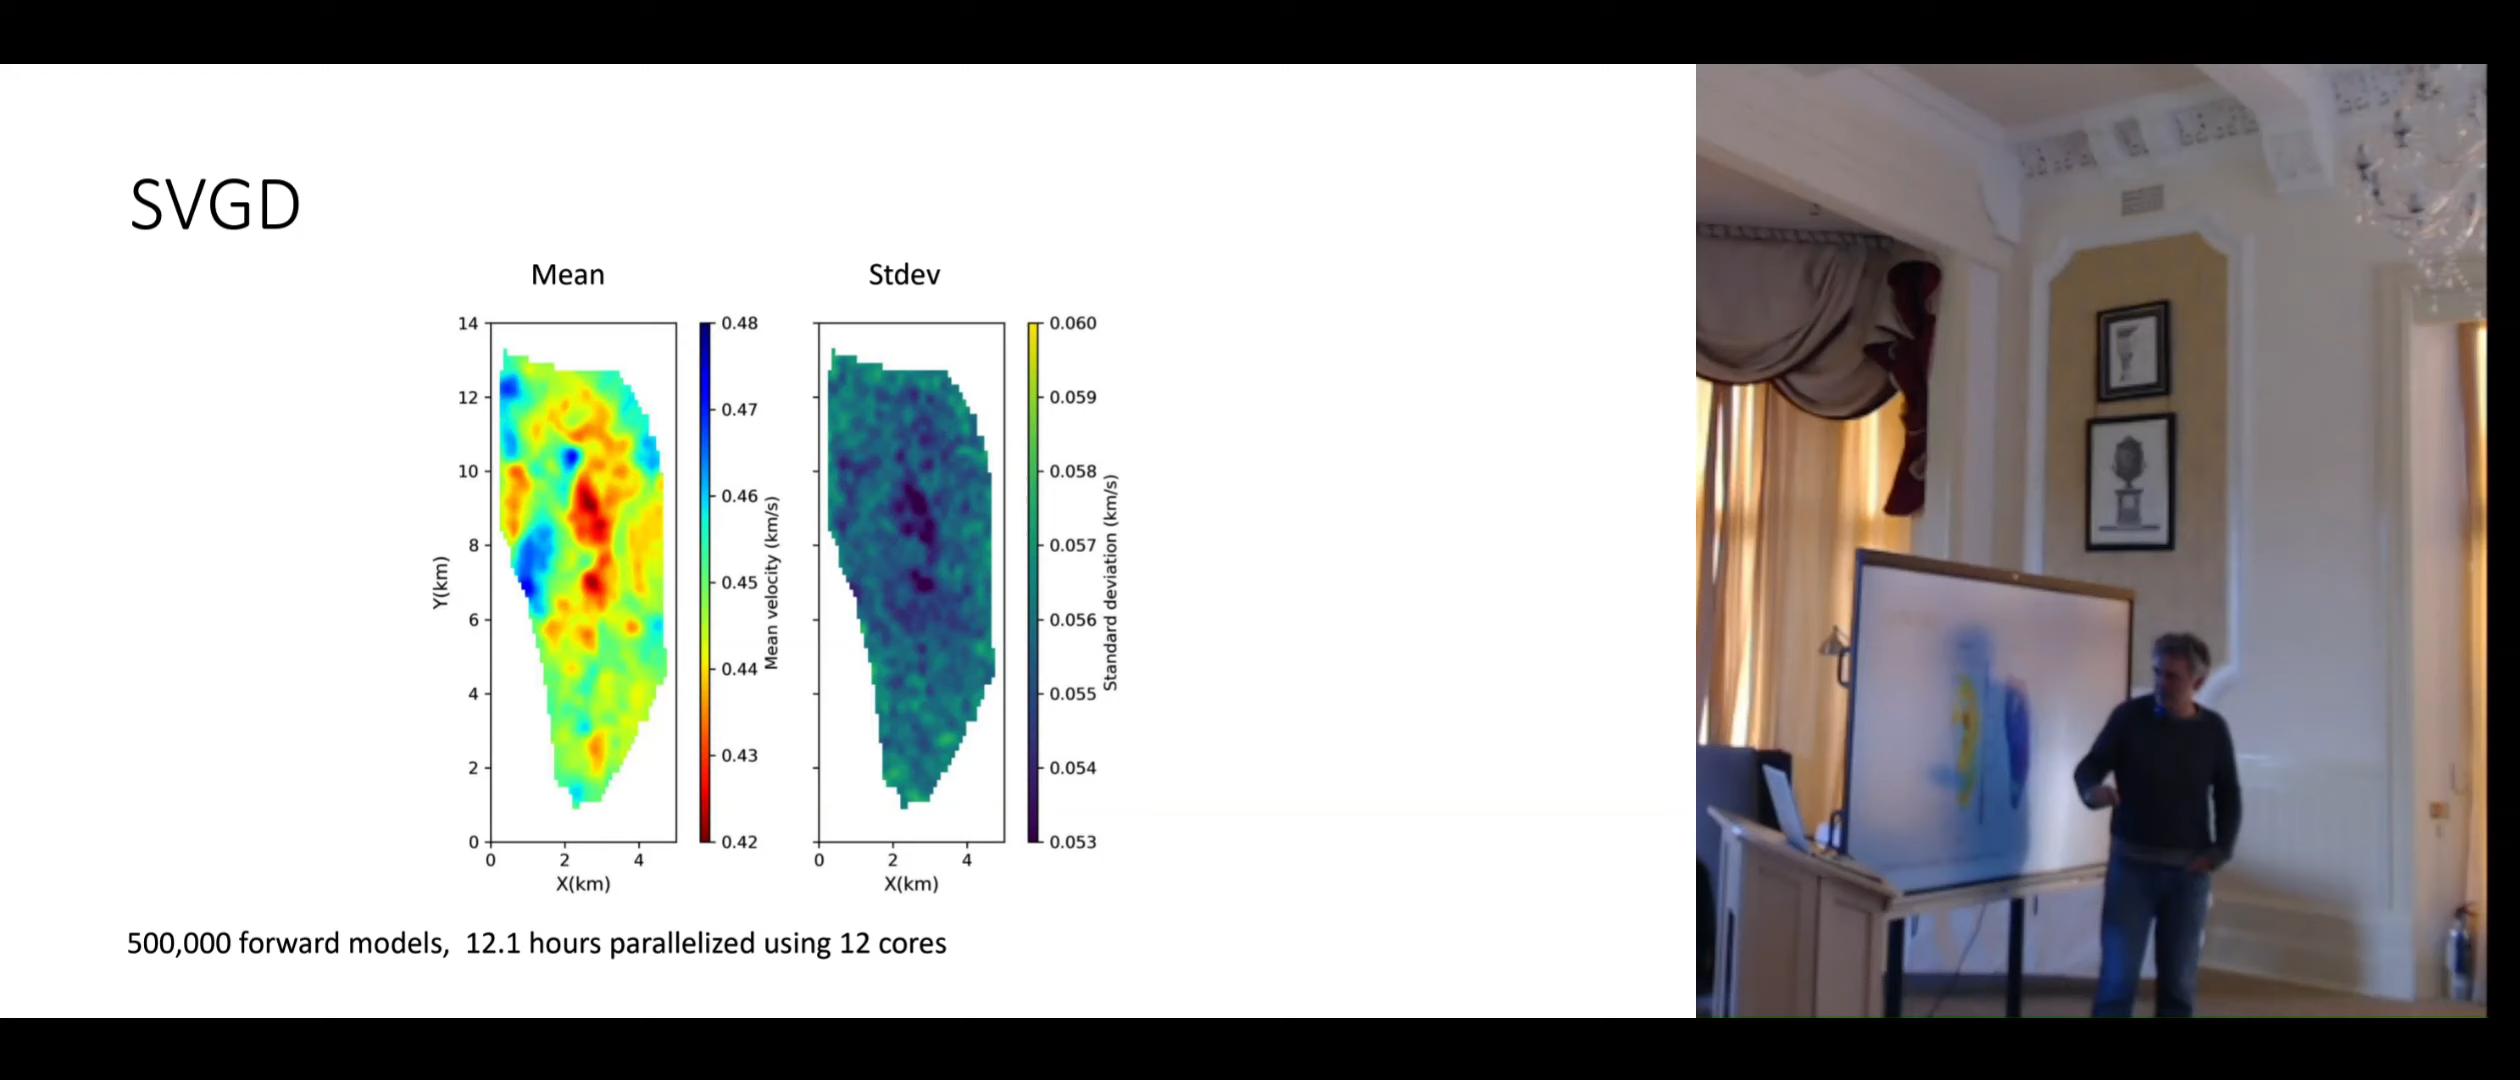 SVGD
Mean
Stdev
14
12
10
8
6
4
2
0
Y(km)
0 2 4
X(km)
0.48
0.47
0.46
0.45
0.44
0.43
0.42
Mean velocity (km/s)
0 2 4
X(km)
0.060
0.059
0.058
0.057
0.056
0.055
0.054
0.053
Standard deviation (km/s)
500,000 forward models, 12.1 hours parallelized using 12 cores